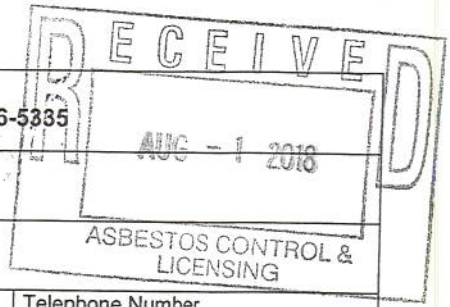 RECEIVED
6-5335
AUG - 1 2018
ASBESTOS CONTROL &
LICENSING
Telephone Number